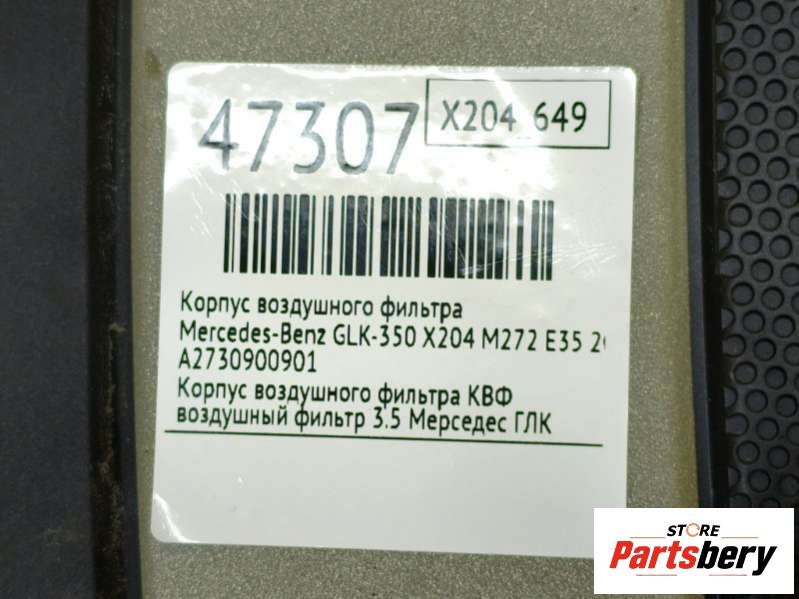 47307
X204 649
Корпус воздушного фильтра
Mercedes-Benz GLK-350 X204 M272 E35
A2730900901
Корпус воздушного фильтра КВФ
воздушный фильтр 3.5 Мерседес ГЛК
STORE
Partsbery